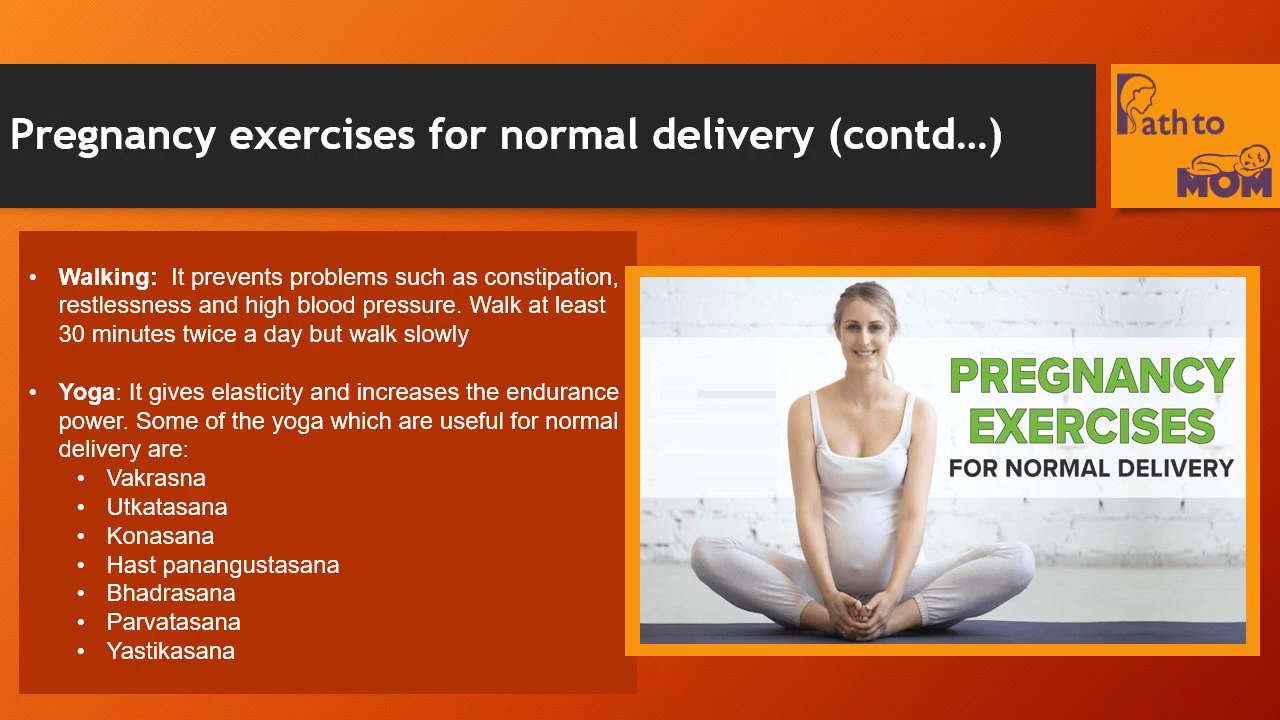 Pregnancy exercises for normal delivery (contd…)
Path to
MOM
• Walking: It prevents problems such as constipation,
restlessness and high blood pressure. Walk at least
30 minutes twice a day but walk slowly
• Yoga: It gives elasticity and increases the endurance
power. Some of the yoga which are useful for normal
delivery are:
• Vakrasna
• Utkatasana
• Konasana
• Hast panangustasana
• Bhadrasana
• Parvatasana
• Yastikasana
PREGNANCY
EXERCISES
FOR NORMAL DELIVERY